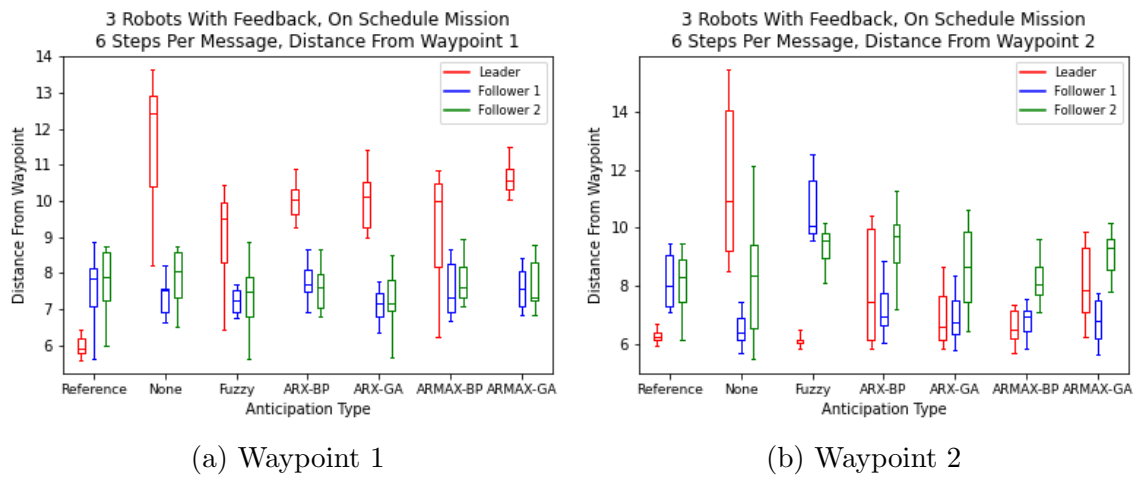 3 Robots With Feedback, On Schedule Mission
6 Steps Per Message, Distance From Waypoint 1
Distance From Waypoint
14
13
12
11
10
9
8
7
6
Leader
Follower 1
Follower 2
Reference None Fuzzy ARX-BP ARX-GA ARMAX-BP ARMAX-GA
Anticipation Type
(a) Waypoint 1
3 Robots With Feedback, On Schedule Mission
6 Steps Per Message, Distance From Waypoint 2
Distance From Waypoint
14
12
10
8
6
Leader
Follower 1
Follower 2
Reference None Fuzzy ARX-BP ARX-GA ARMAX-BP ARMAX-GA
Anticipation Type
(b) Waypoint 2